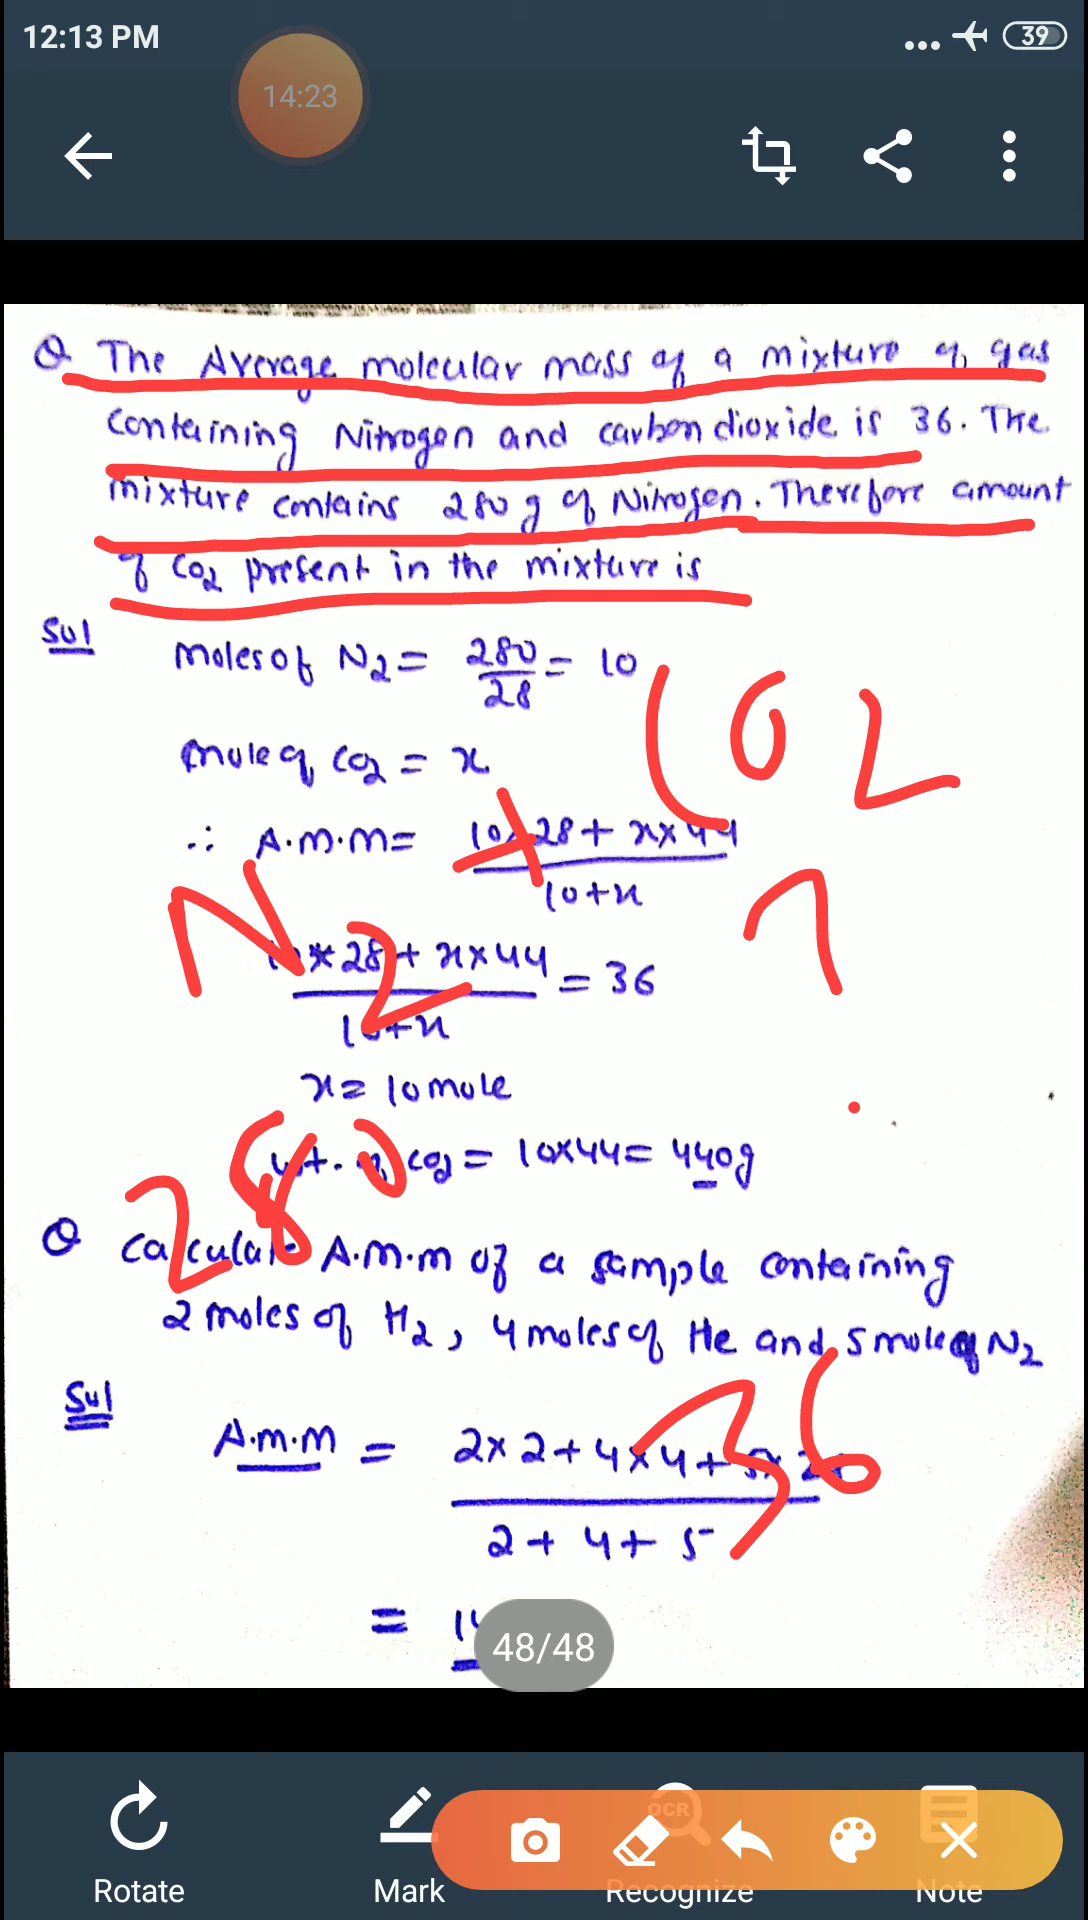 12:13 PM
39
14:23
Q The Average molecular mass of a mixture of gas
containing Nitrogen and carbon dioxide is 36. The
mixture contains 280 g of Nitrogen. Therefore amount
of CO2 present in the mixture is
Sol
moles of N2 = 280/28 = 10
CO2
mole of CO2 = x
+
∴ A.M.M = 10×28 + x×44 / 10+x
N2
?
10×28 + x×44 / 10+x = 36
x = 10 mole
280
wt. of CO2 = 10×44 = 440g
Q Calculate A.M.M of a sample containing
2 moles of H2, 4 moles of He and 5 mole of N2
Sol
36
A.M.M = 2×2 + 4×4 + 5×28 / 2 + 4 + 5
= 14
48/48
OCR
Rotate
Mark
Recognize
Note